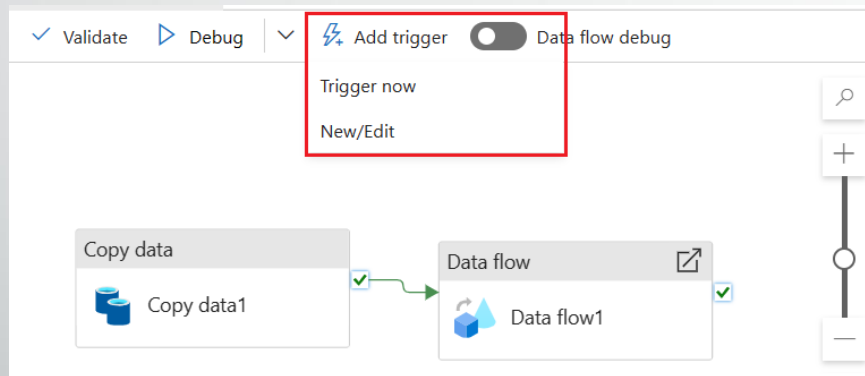 Validate Debug Add trigger Data flow debug
Trigger now
New/Edit
Copy data
Copy data1
Data flow
Data flow1